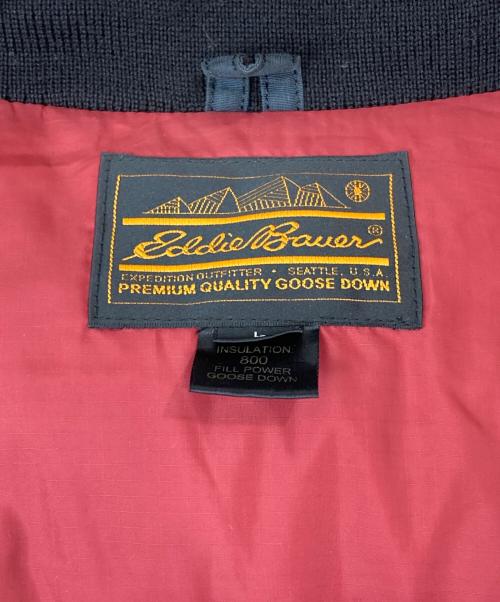 Eddie Bauer®
EXPEDITION OUTFITTER • SEATTLE, U.S.A.
PREMIUM QUALITY GOOSE DOWN
L
INSULATION:
800
FILL POWER
GOOSE DOWN